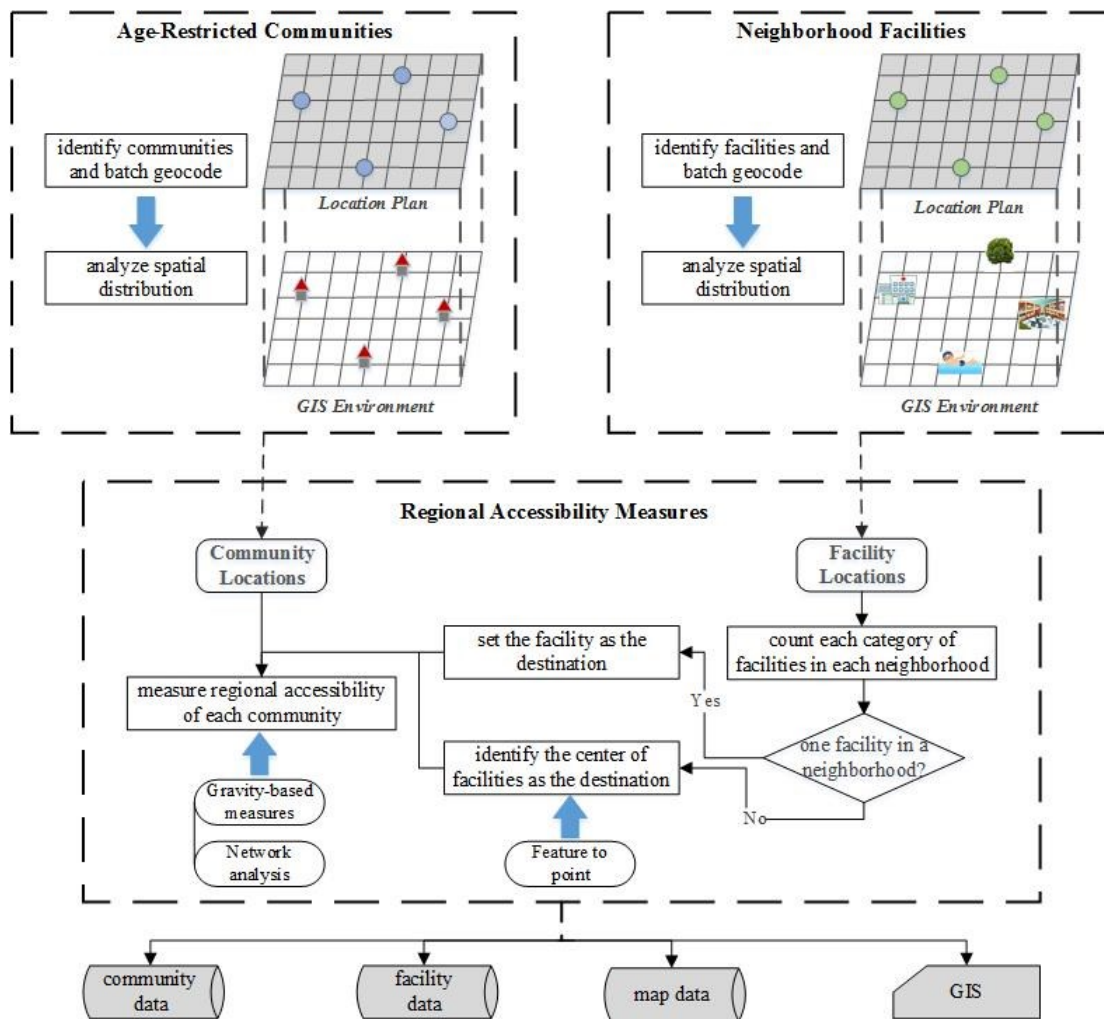 Age-Restricted Communities
identify communities
and batch geocode
Location Plan
analyze spatial
distribution
GIS Environment
Neighborhood Facilities
identify facilities and
batch geocode
Location Plan
analyze spatial
distribution
GIS Environment
Regional Accessibility Measures
Community
Locations
Facility
Locations
set the facility as the
destination
count each category of
facilities in each neighborhood
measure regional accessibility
of each community
Yes
identify the center of
facilities as the destination
one facility in a
neighborhood?
No
Gravity-based
measures
Network
analysis
Feature to
point
community
data
facility
data
map data
GIS